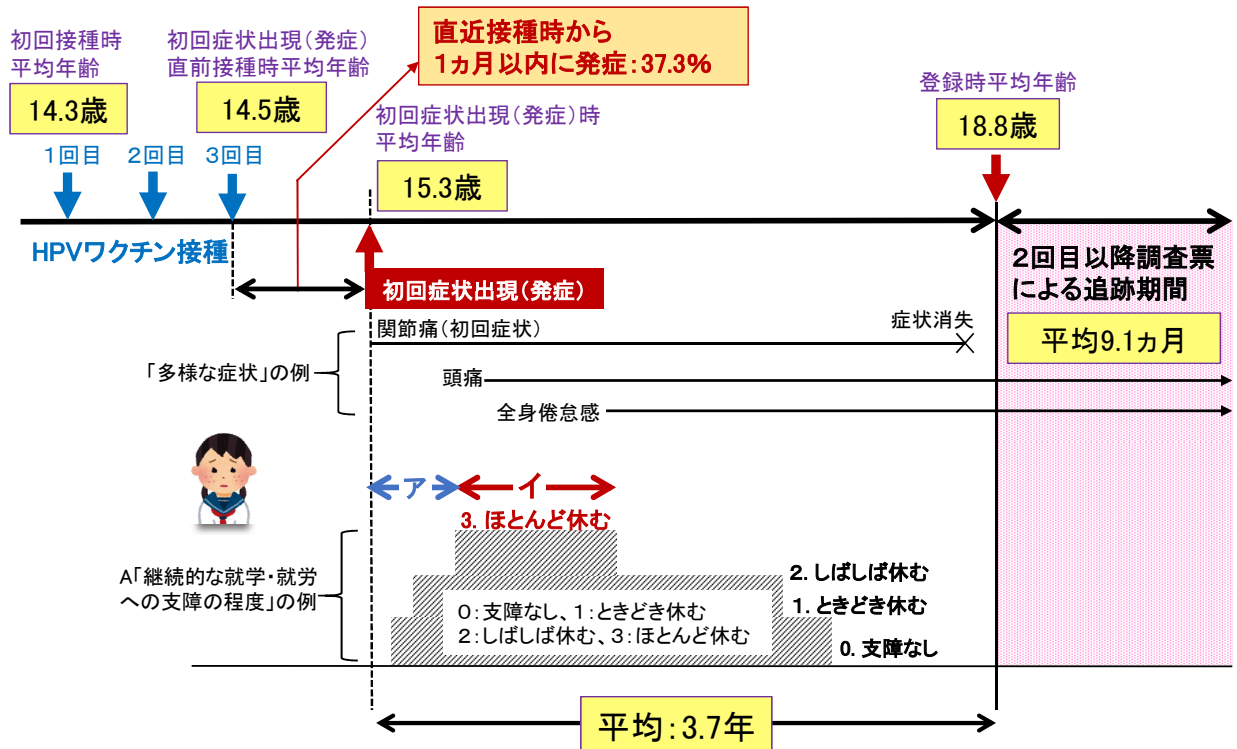 初回接種時
平均年齢
14.3歳
初回症状出現(発症)
直前接種時平均年齢
14.5歳
直近接種時から
1ヵ月以内に発症:37.3%
初回症状出現(発症)時
平均年齢
15.3歳
登録時平均年齢
18.8歳
1回目
2回目
3回目
HPVワクチン接種
初回症状出現(発症)
2回目以降調査票
による追跡期間
平均9.1ヵ月
関節痛(初回症状)
症状消失
「多様な症状」の例
頭痛
全身倦怠感
ア
イ
3. ほとんど休む
A「継続的な就学・就労
への支障の程度」の例
0:支障なし、1:ときどき休む
2:しばしば休む、3:ほとんど休む
2. しばしば休む
1. ときどき休む
0. 支障なし
平均:3.7年